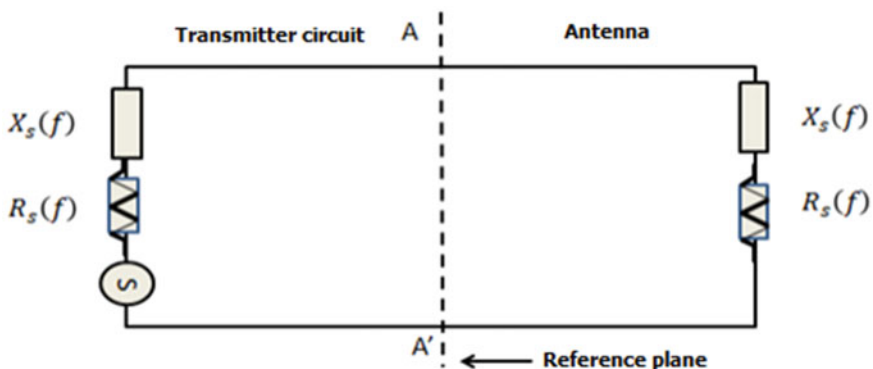 Transmitter circuit A Antenna
X_s(f) X_s(f)
R_s(f) R_s(f)
S
A'
Reference plane